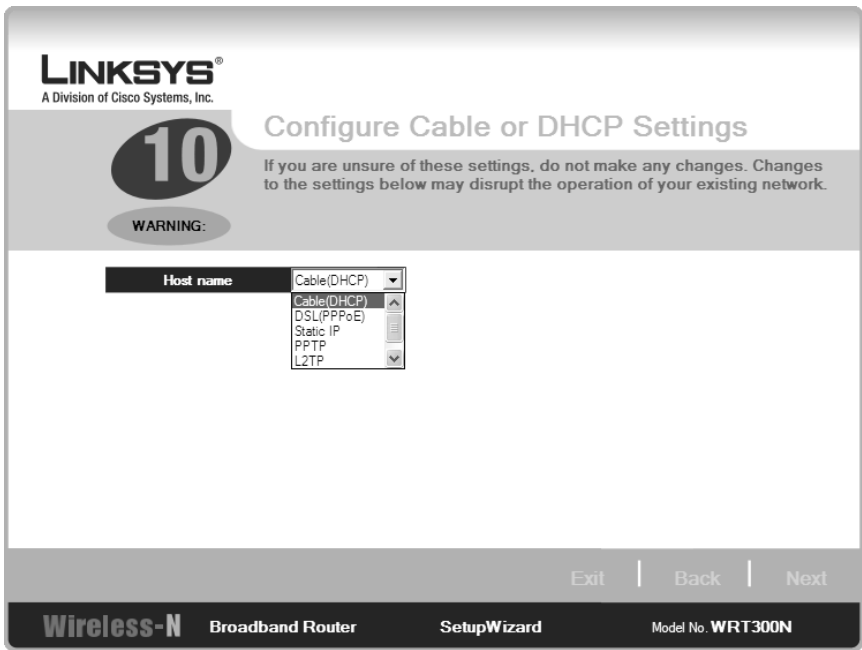 LINKSYS®
A Division of Cisco Systems, Inc.
10
Configure Cable or DHCP Settings
If you are unsure of these settings, do not make any changes. Changes
to the settings below may disrupt the operation of your existing network.
WARNING:
Host name Cable(DHCP)
Cable(DHCP)
DSL(PPPoE)
Static IP
PPTP
L2TP
Exit Back Next
Wireless-N Broadband Router SetupWizard Model No. WRT300N